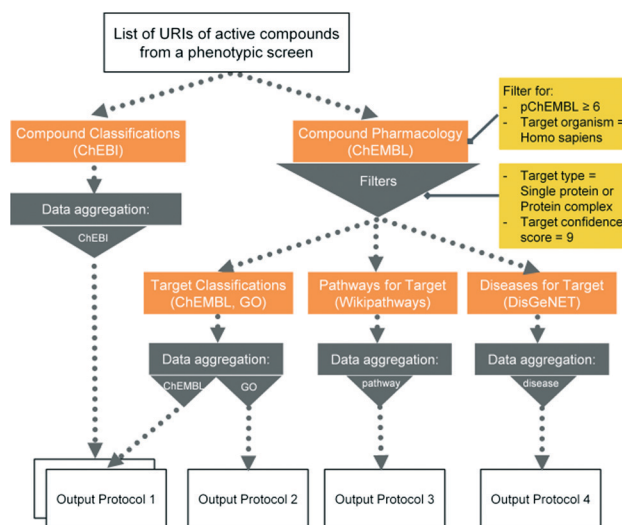 List of URIs of active compounds
from a phenotypic screen
Filter for:
- pChEMBL ≥ 6
- Target organism =
Homo sapiens
Compound Classifications
(ChEBI)
Compound Pharmacology
(ChEMBL)
Filters
- Target type =
Single protein or
Protein complex
- Target confidence
score = 9
Data aggregation:
ChEBI
Target Classifications
(ChEMBL, GO)
Pathways for Target
(Wikipathways)
Diseases for Target
(DisGeNET)
Data aggregation:
ChEMBL
GO
Data aggregation:
pathway
Data aggregation:
disease
Output Protocol 1
Output Protocol 2
Output Protocol 3
Output Protocol 4